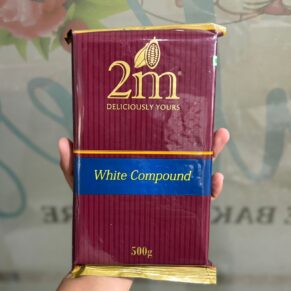 2m
DELICIOUSLY YOURS
White Compound
500g